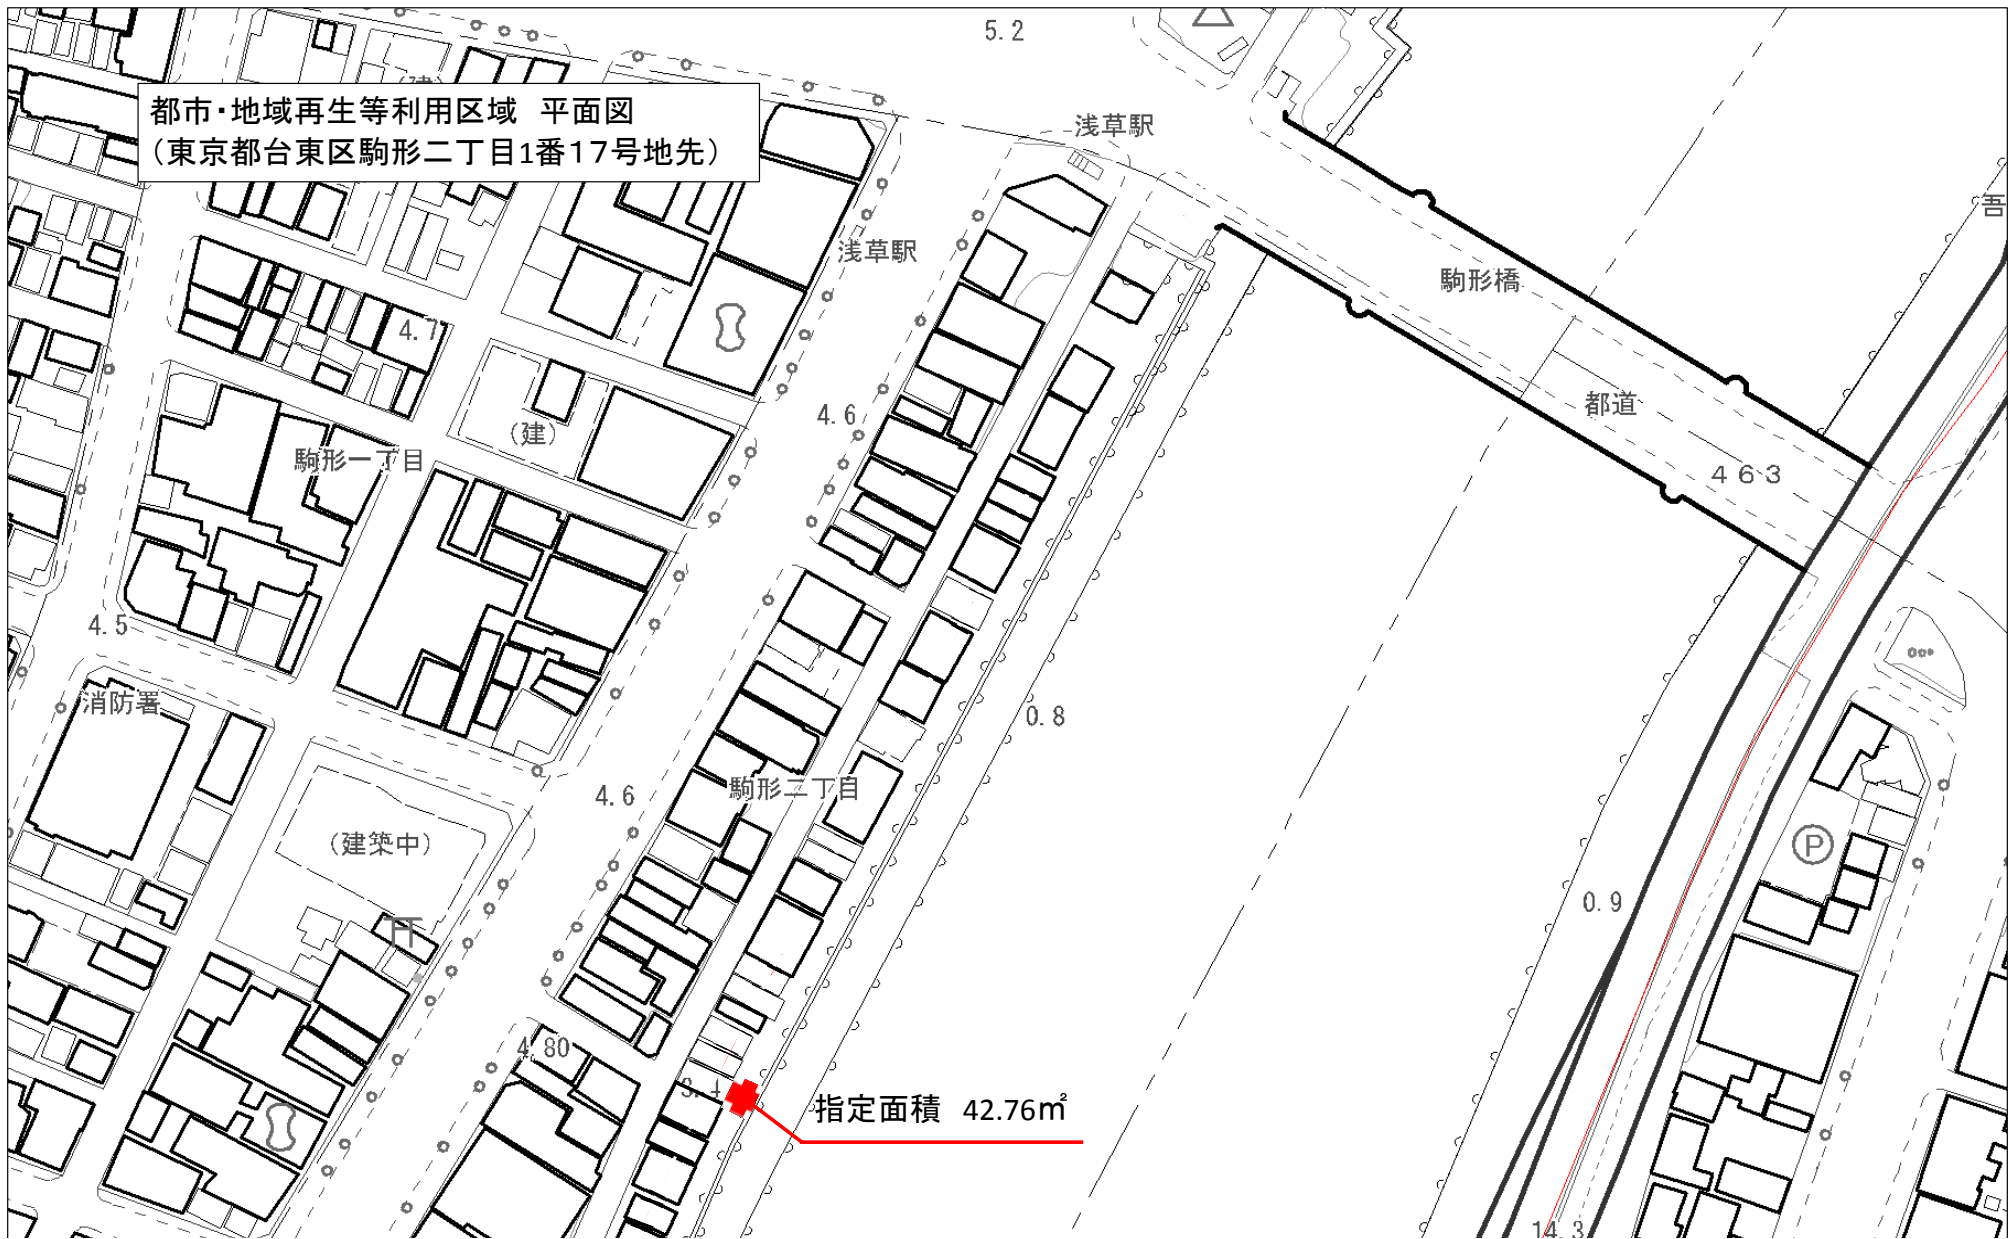 5.2
(建)
都市・地域再生等利用区域　平面図
(東京都台東区駒形二丁目1番17号地先)
浅草駅
吾
浅草駅
駒形橋
4.7
4.6
都道
(建)
駒形一丁目
463
4.5
消防署
0.8
駒形二丁目
4.6
(建築中)
P
0.9
4.80
3.4
指定面積　42.76㎡
14.3